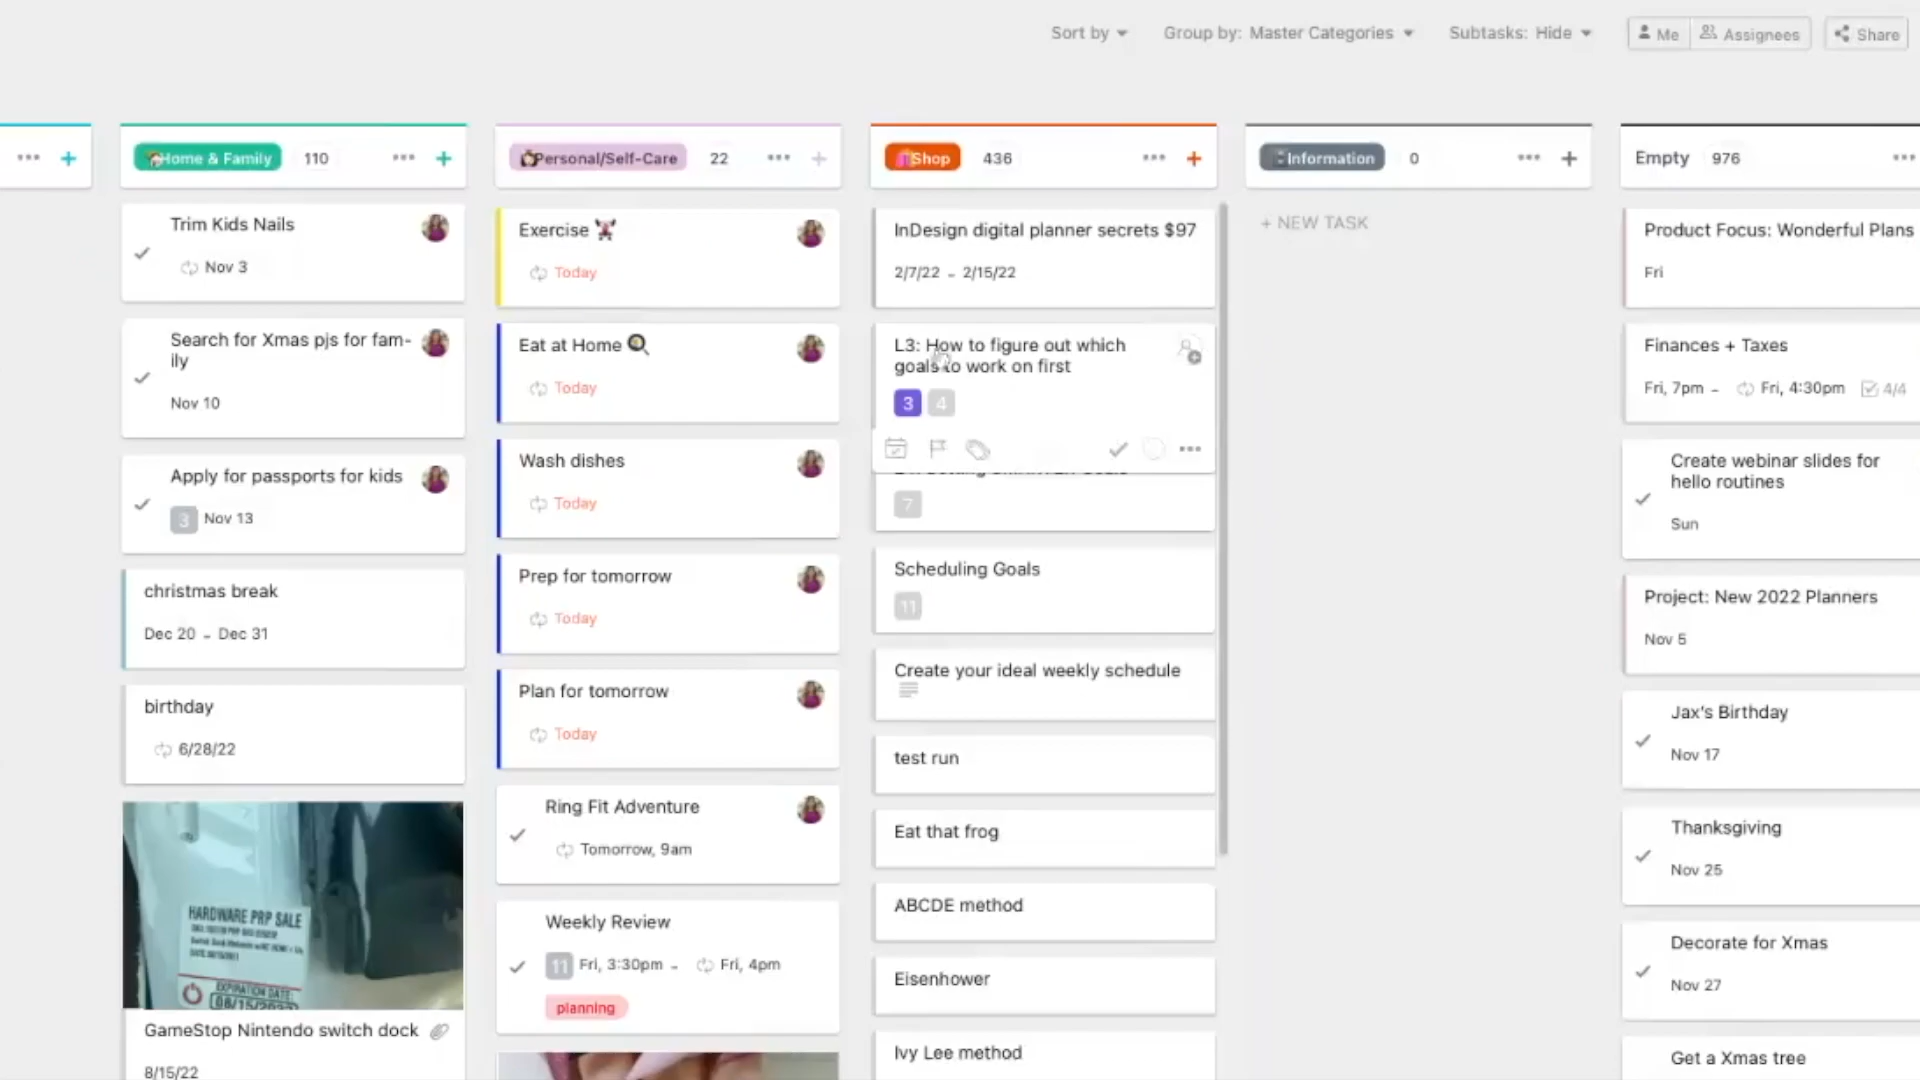 Sort by
Group by: Master Categories
Subtasks: Hide
Me
Assignees
Share
Home & Family 110
Trim Kids Nails
Nov 3
Search for Xmas pjs for fam-
ily
Nov 10
Apply for passports for kids
3 Nov 13
christmas break
Dec 20 - Dec 31
birthday
6/28/22
HARDWARE PRP SALE
EXPIRATION DATE:
GameStop Nintendo switch dock
8/15/22
Personal/Self-Care 22
Exercise
Today
Eat at Home
Today
Wash dishes
Today
Prep for tomorrow
Today
Plan for tomorrow
Today
Ring Fit Adventure
Tomorrow, 9am
Weekly Review
11 Fri, 3:30pm - Fri, 4pm
planning
Shop 436
InDesign digital planner secrets $97
2/7/22 - 2/15/22
L3: How to figure out which
goals to work on first
3 4
7
Scheduling Goals
11
Create your ideal weekly schedule
test run
Eat that frog
ABCDE method
Eisenhower
Ivy Lee method
Information 0
+ NEW TASK
Empty 976
Product Focus: Wonderful Plans
Fri
Finances + Taxes
Fri, 7pm - Fri, 4:30pm 4/4
Create webinar slides for
hello routines
Sun
Project: New 2022 Planners
Nov 5
Jax's Birthday
Nov 17
Thanksgiving
Nov 25
Decorate for Xmas
Nov 27
Get a Xmas tree